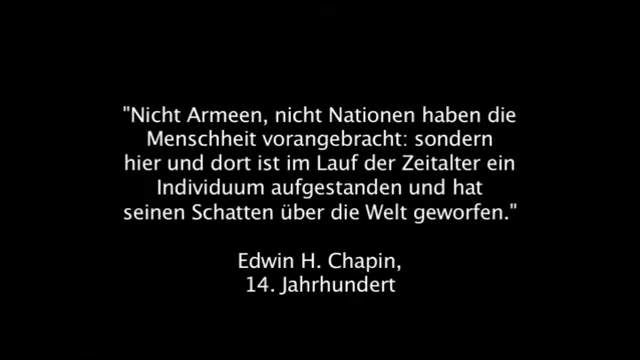 "Nicht Armeen, nicht Nationen haben die
Menschheit vorangebracht: sondern
hier und dort ist im Lauf der Zeitalter ein
Individuum aufgestanden und hat
seinen Schatten über die Welt geworfen."
Edwin H. Chapin,
14. Jahrhundert